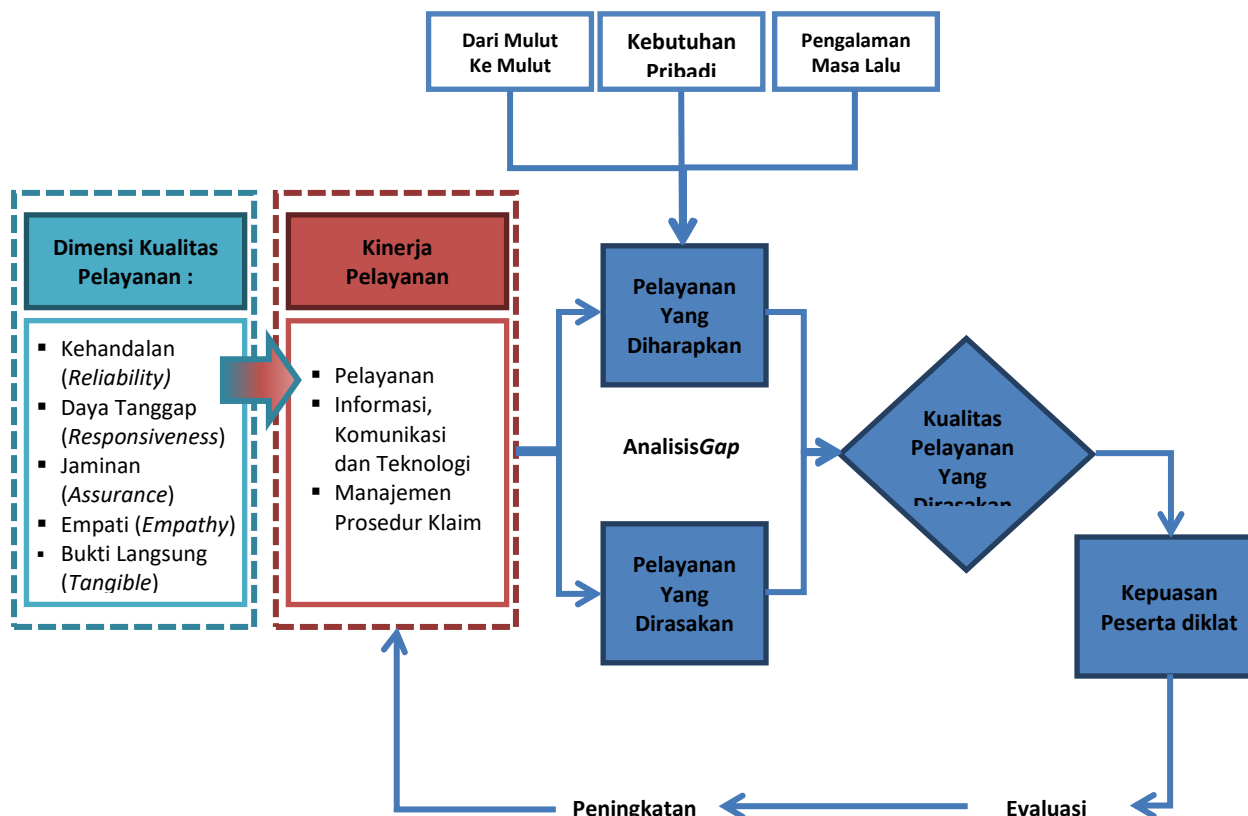 Dari Mulut
Ke Mulut
Kebutuhan
Pribadi
Pengalaman
Masa Lalu
Dimensi Kualitas
Pelayanan :
▪ Kehandalan
(Reliability)
▪ Daya Tanggap
(Responsiveness)
▪ Jaminan
(Assurance)
▪ Empati (Empathy)
▪ Bukti Langsung
(Tangible)
Kinerja
Pelayanan
▪ Pelayanan
▪ Informasi,
Komunikasi
dan Teknologi
▪ Manajemen
Prosedur Klaim
Pelayanan
Yang
Diharapkan
AnalisisGap
Pelayanan
Yang
Dirasakan
Kualitas
Pelayanan
Yang
Dirasakan
Kepuasan
Peserta diklat
Peningkatan
Evaluasi